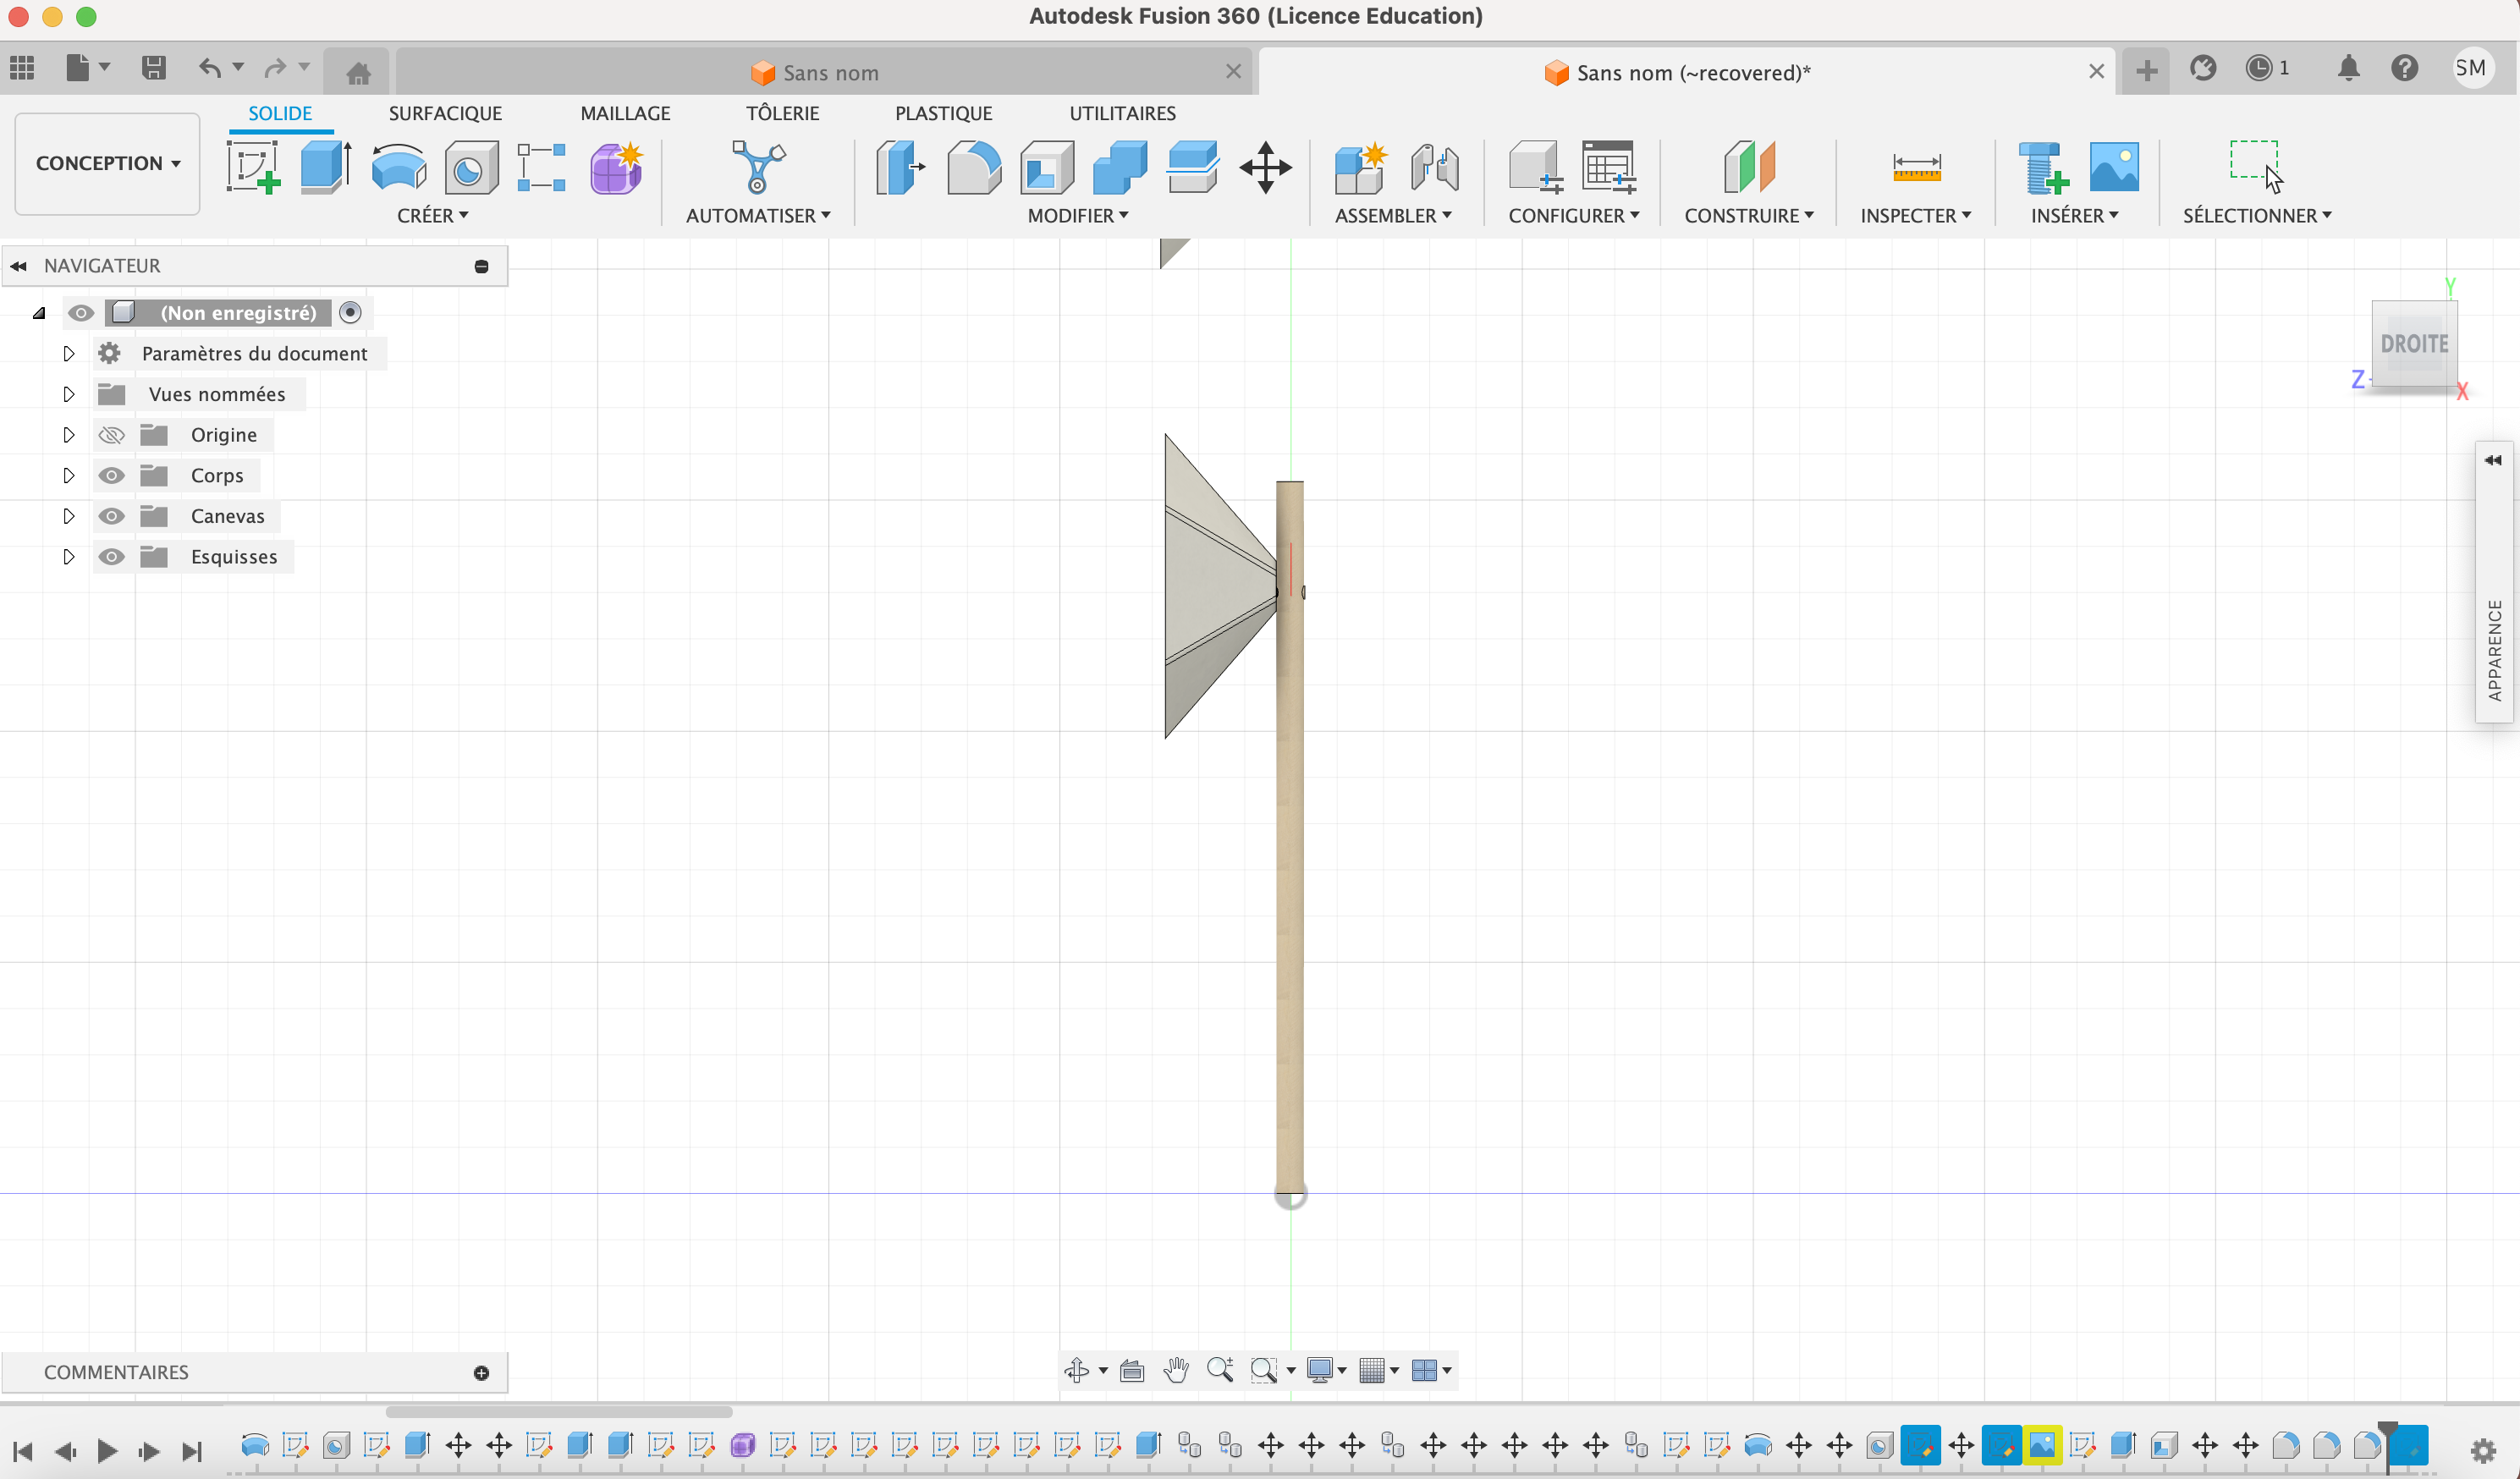 Autodesk Fusion 360 (Licence Education)
Sans nom
Sans nom (~recovered)*
1
SM
CONCEPTION
SOLIDE
SURFACIQUE
MAILLAGE
TÔLERIE
PLASTIQUE
UTILITAIRES
CRÉER
AUTOMATISER
MODIFIER
ASSEMBLER
CONFIGURER
CONSTRUIRE
INSPECTER
INSÉRER
SÉLECTIONNER
NAVIGATEUR
(Non enregistré)
Paramètres du document
Vues nommées
Origine
Corps
Canevas
Esquisses
Y
DROITE
Z
X
APPARENCE
COMMENTAIRES